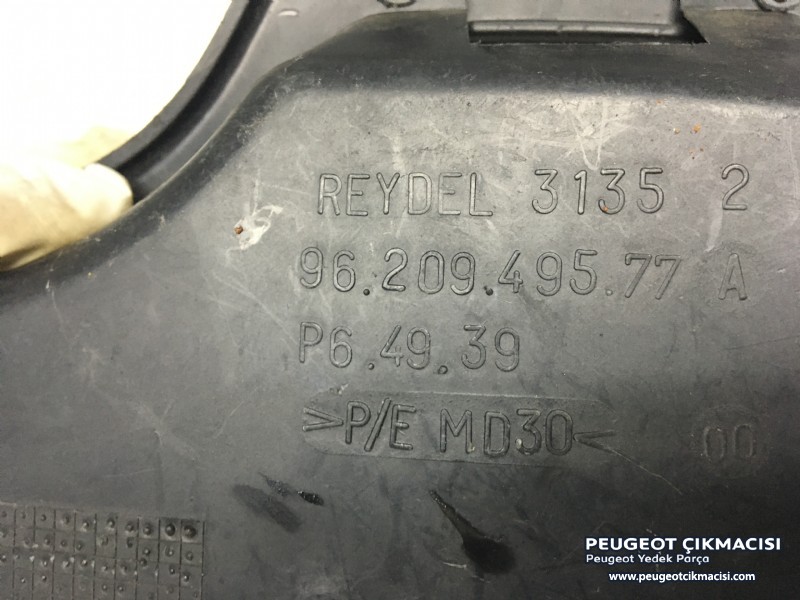 REYDEL 3135 2
96.209.495.77 A
P6.49.39
>P/E MD30< 00
PEUGEOT ÇIKMACISI
Peugeot Yedek Parça
www.peugeotcikmacisi.com